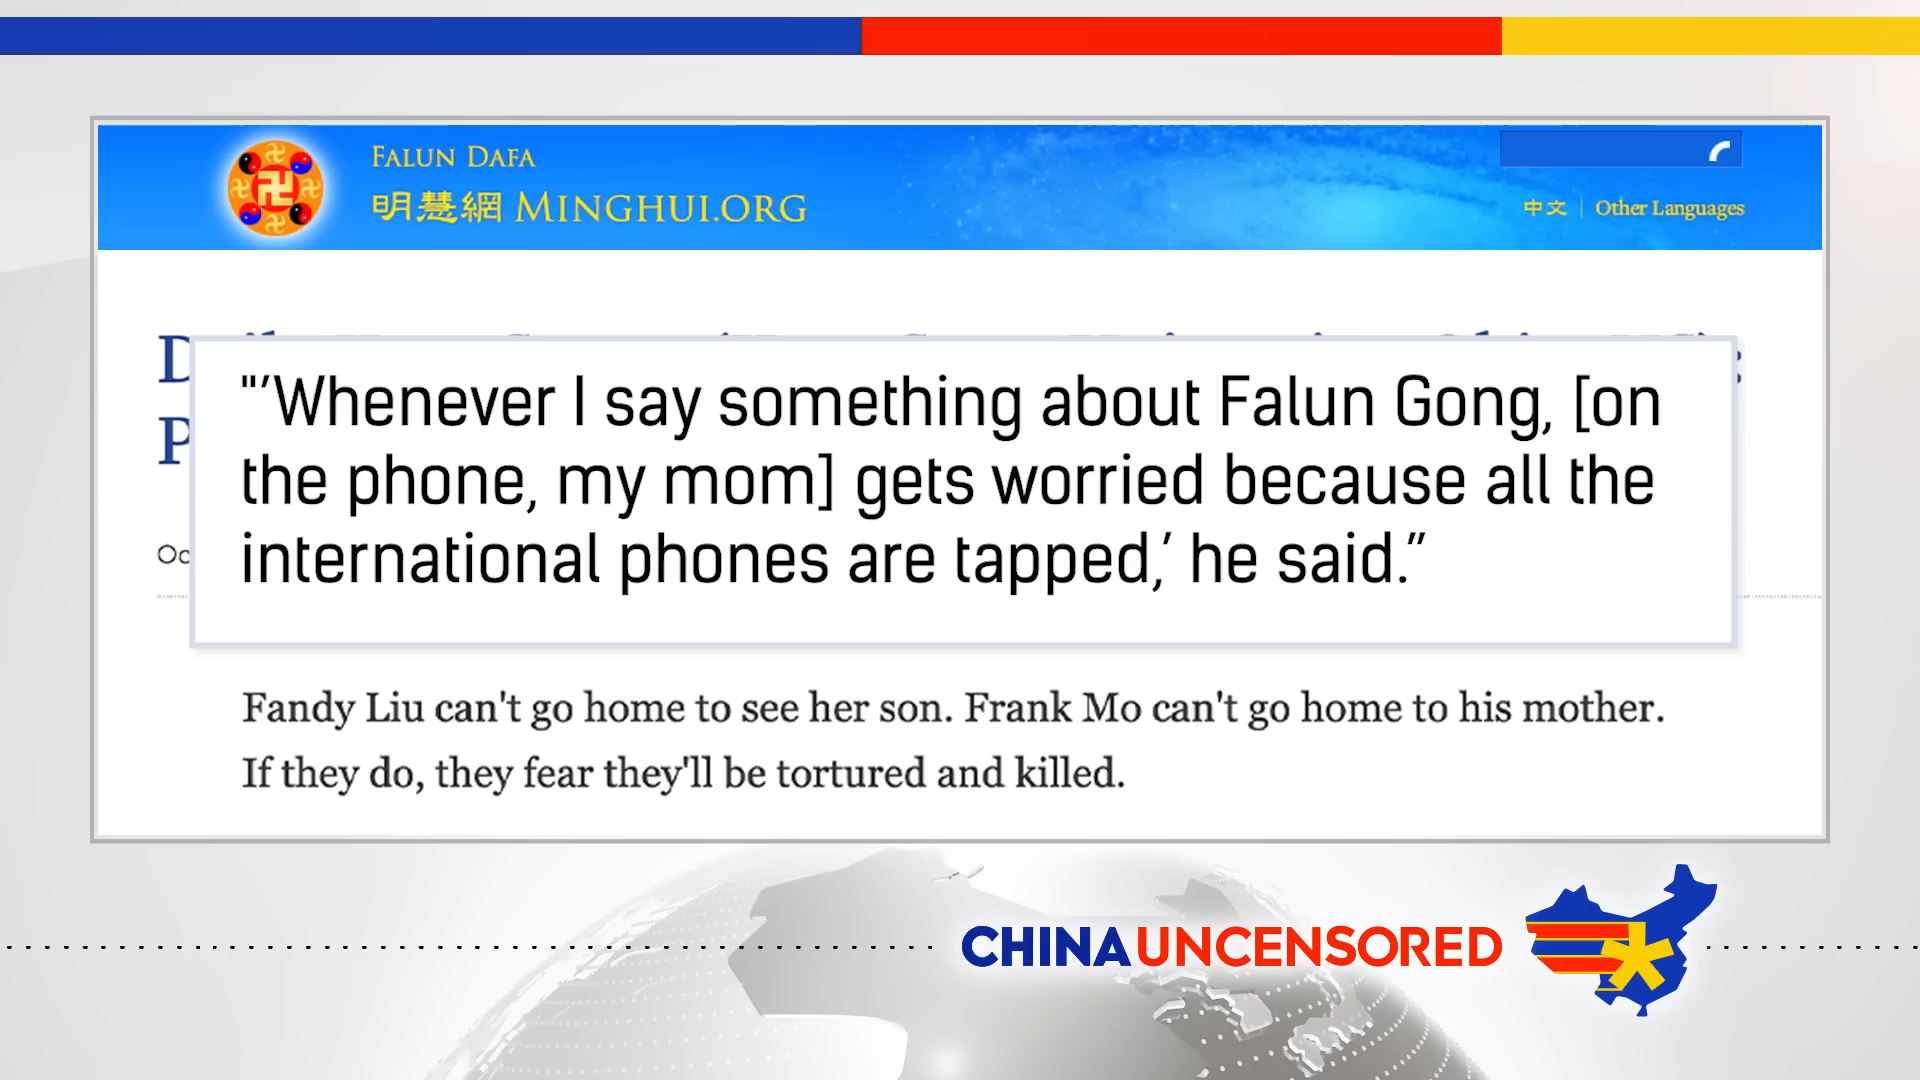 FALUN DAFA
明慧網 MINGHUI.ORG
中文 | Other Languages
"‘Whenever I say something about Falun Gong, [on
the phone, my mom] gets worried because all the
international phones are tapped,’ he said.”
Fandy Liu can't go home to see her son. Frank Mo can't go home to his mother.
If they do, they fear they'll be tortured and killed.
CHINAUNCENSORED